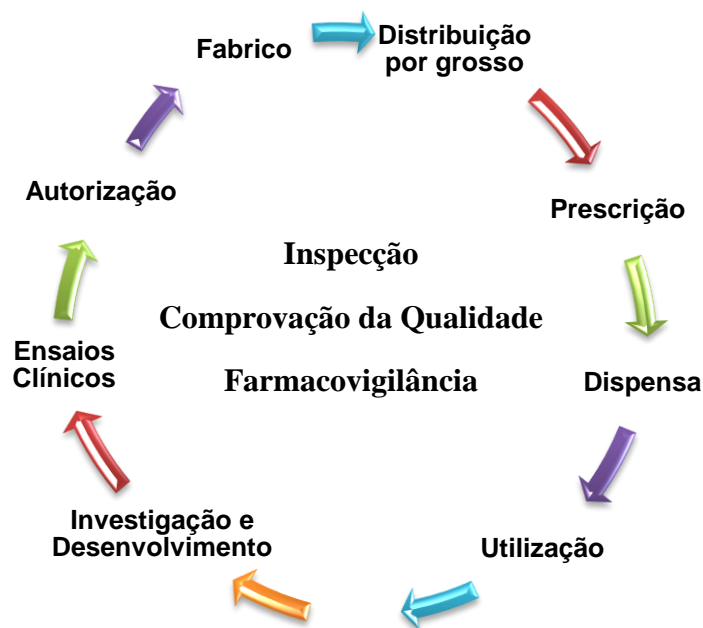 Fabrico
Distribuição
por grosso
Autorização
Prescrição
Inspecção
Comprovação da Qualidade
Ensaios
Clínicos
Farmacovigilância
Dispensa
Investigação e
Desenvolvimento
Utilização